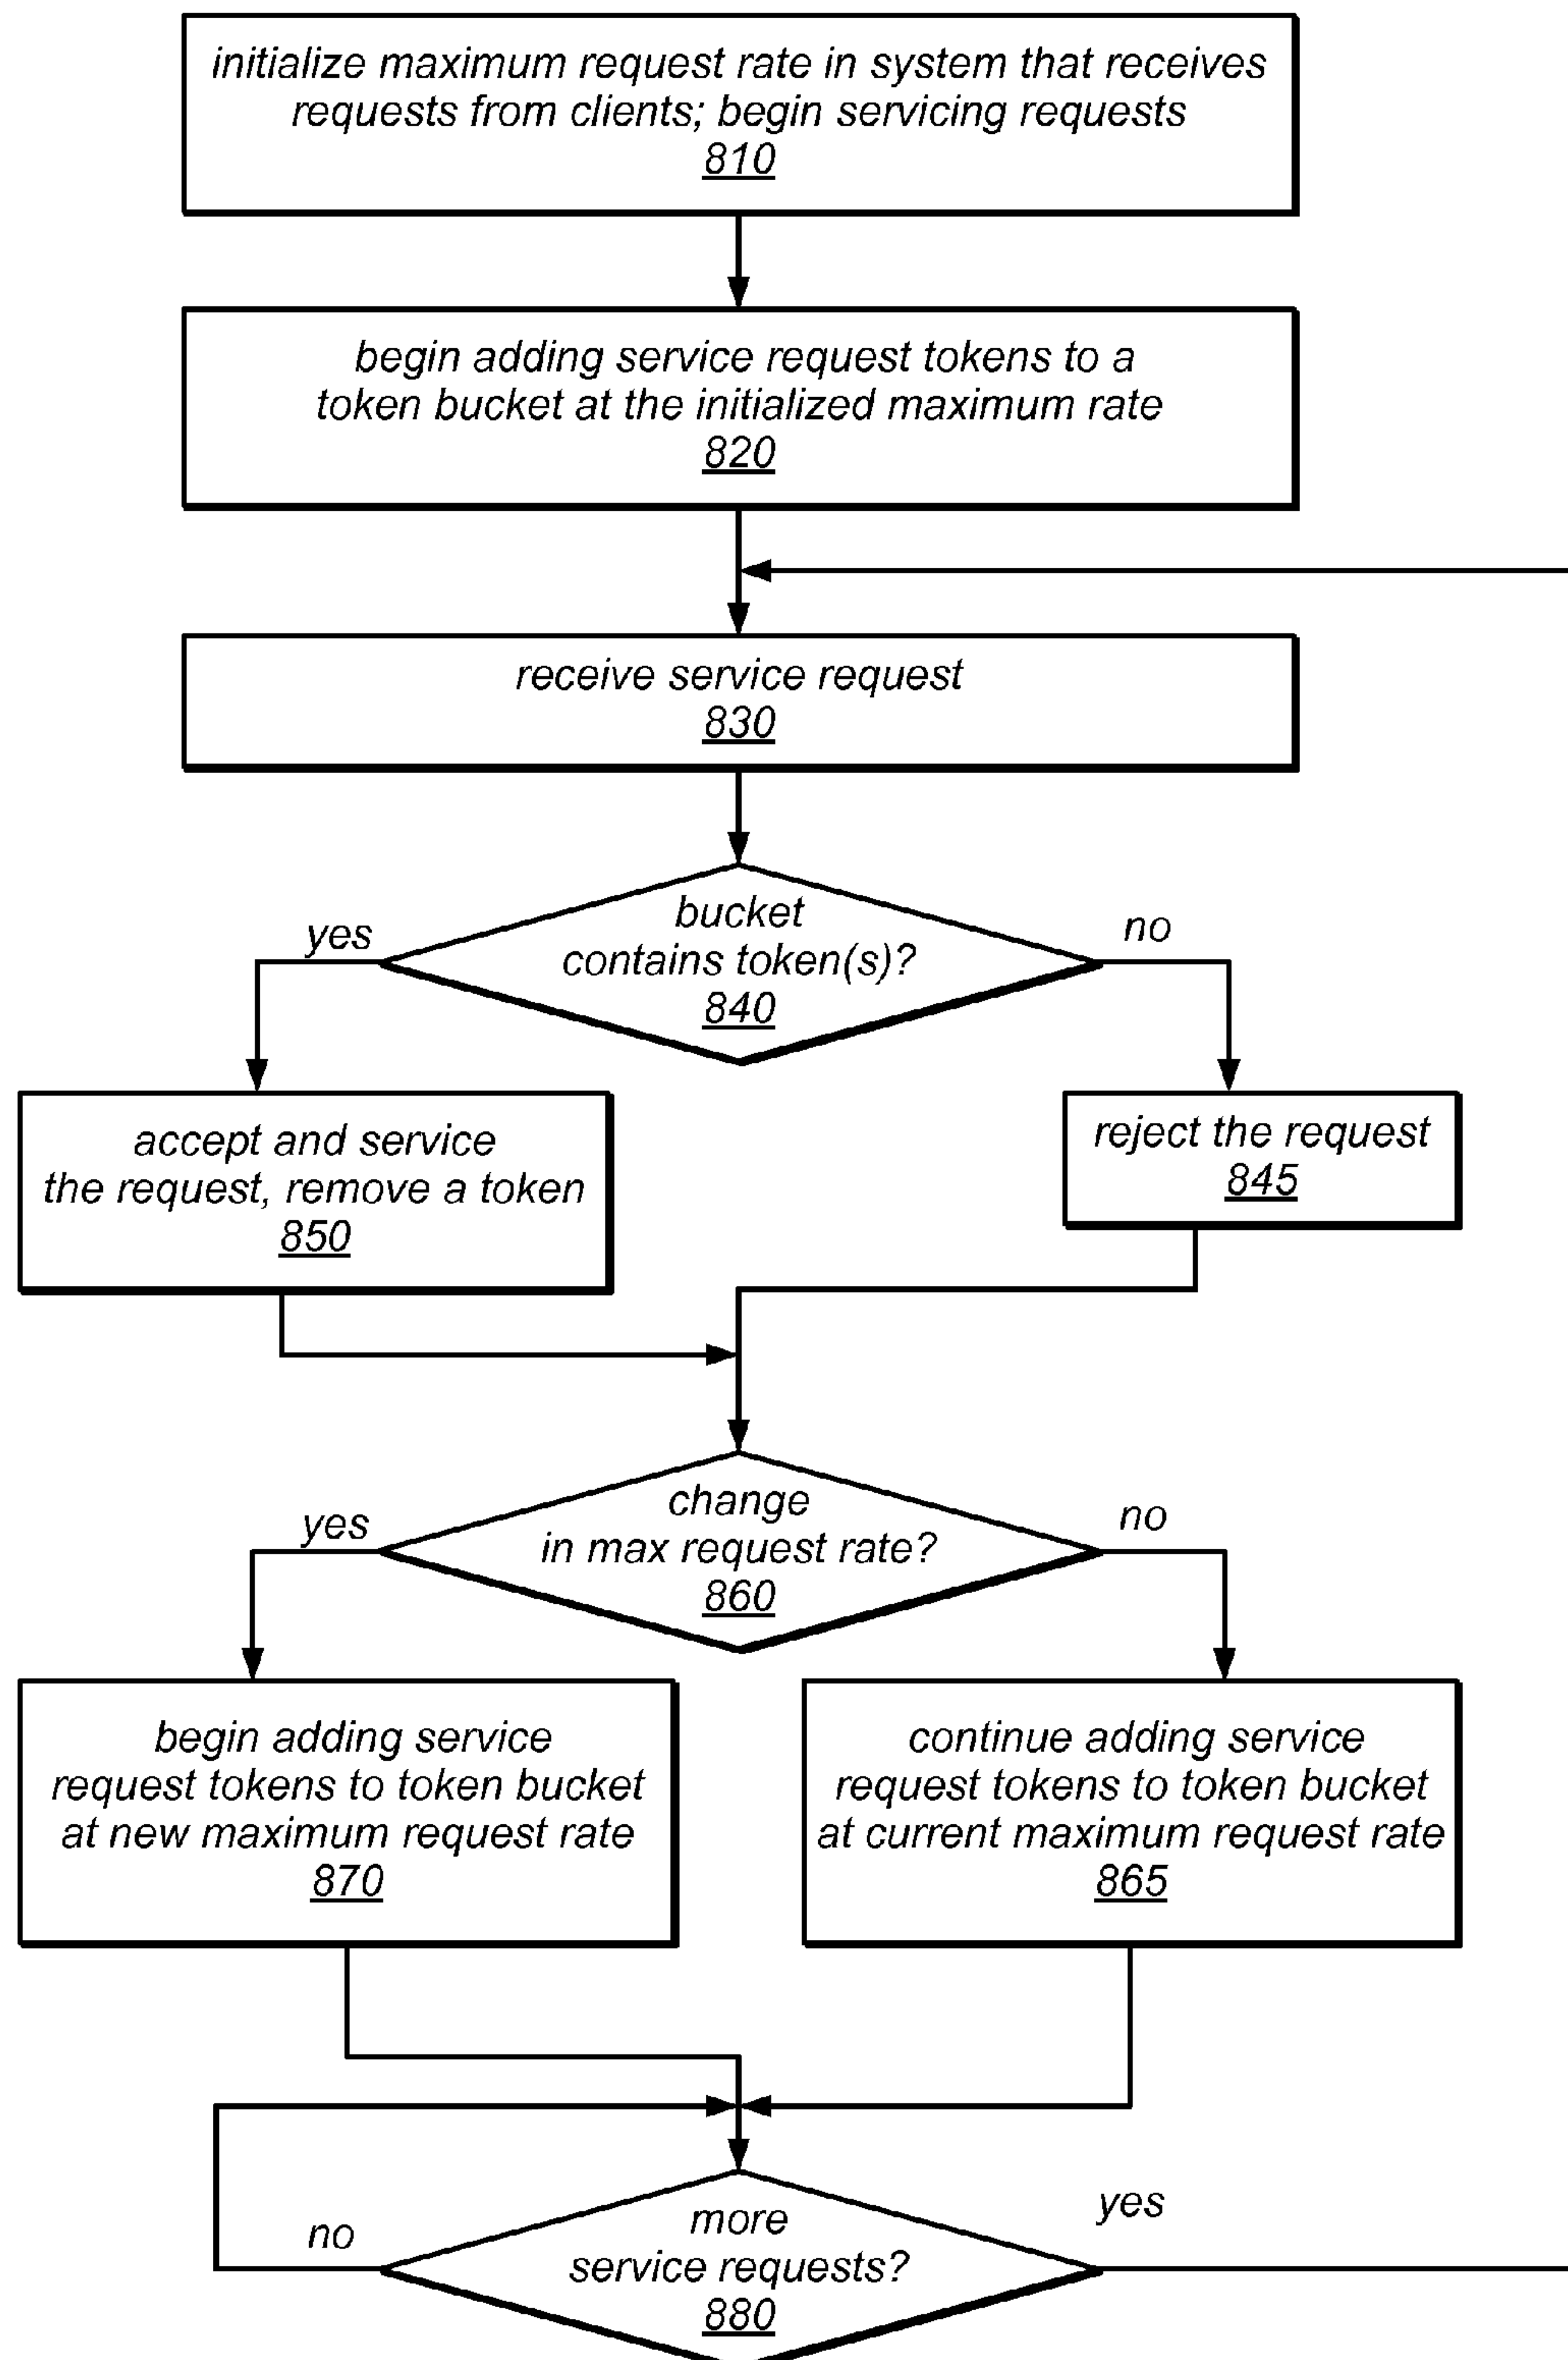 initialize maximum request rate in system that receives
requests from clients; begin servicing requests
810
begin adding service request tokens to a
token bucket at the initialized maximum rate
820
receive service request
830
bucket
contains token(s)?
840
yes
no
accept and service
the request, remove a token
850
reject the request
845
change
in max request rate?
860
yes
no
begin adding service
request tokens to token bucket
at new maximum request rate
870
continue adding service
request tokens to token bucket
at current maximum request rate
865
more
service requests?
880
no
yes